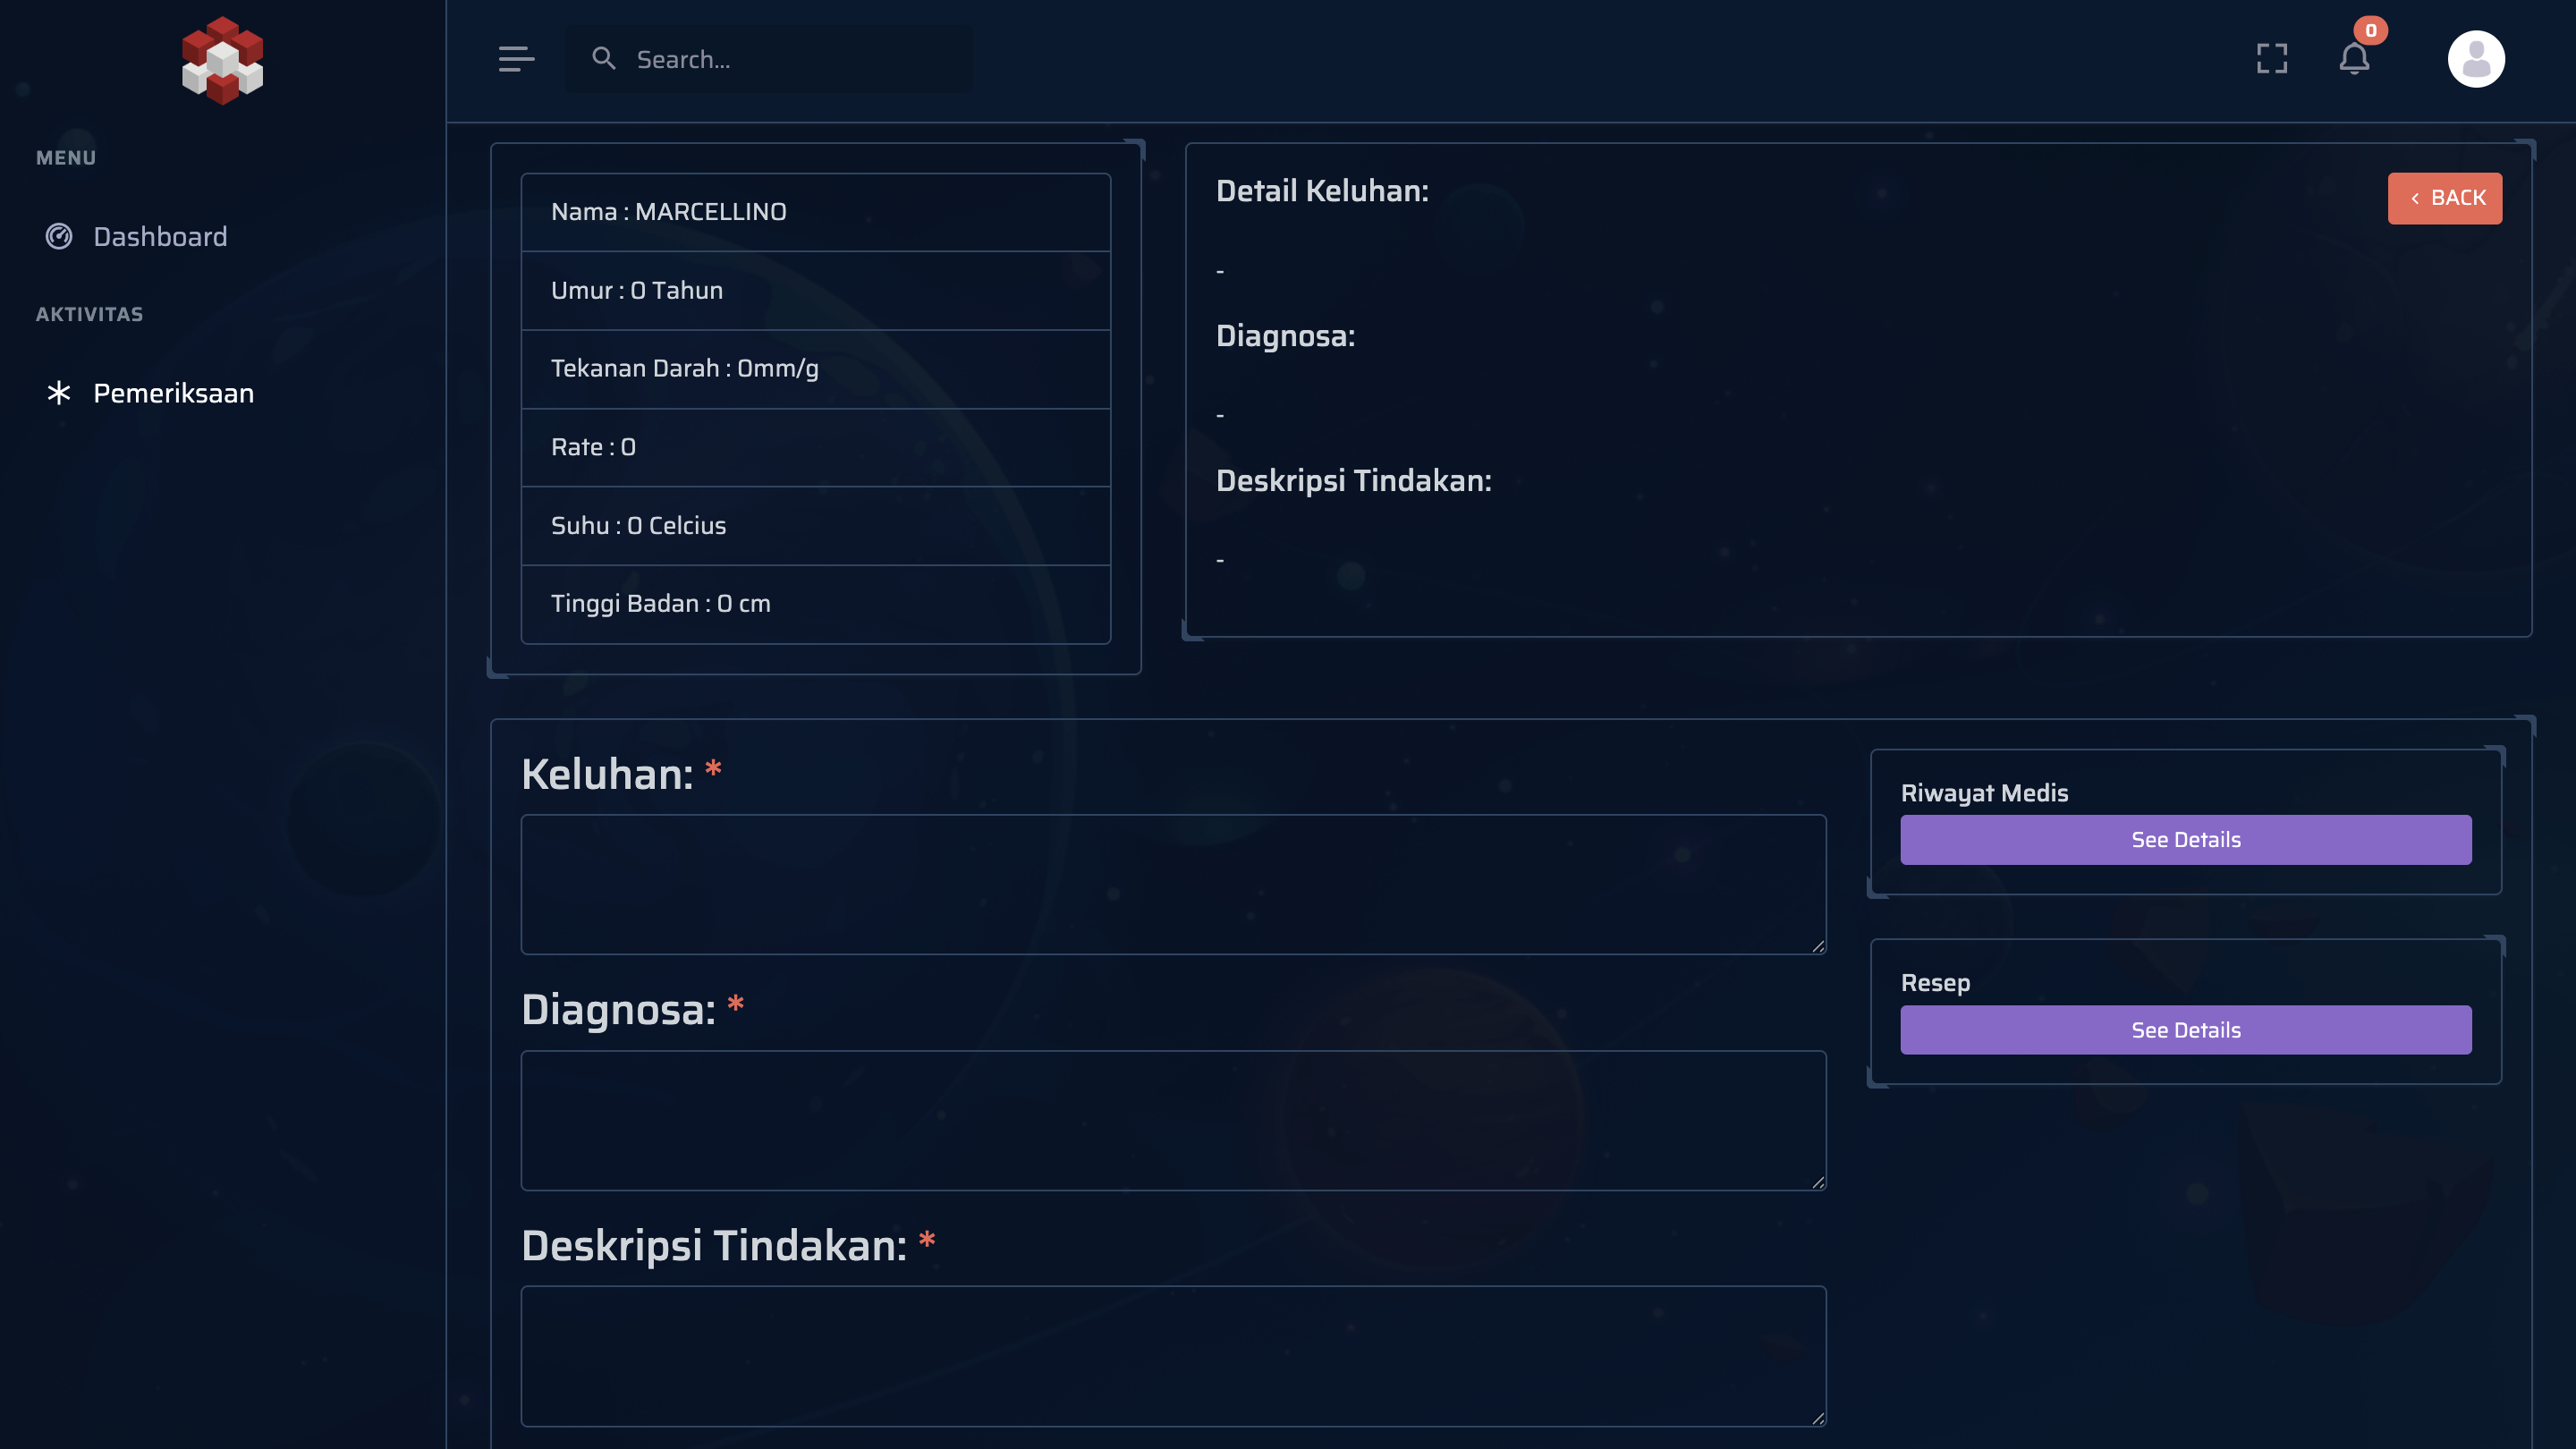 Search...
0
MENU
Dashboard
AKTIVITAS
Pemeriksaan
Nama : MARCELLINO
Umur : 0 Tahun
Tekanan Darah : 0mm/g
Rate : 0
Suhu : 0 Celcius
Tinggi Badan : 0 cm
Detail Keluhan:
BACK
-
Diagnosa:
-
Deskripsi Tindakan:
-
Keluhan: *
Diagnosa: *
Deskripsi Tindakan: *
Riwayat Medis
See Details
Resep
See Details